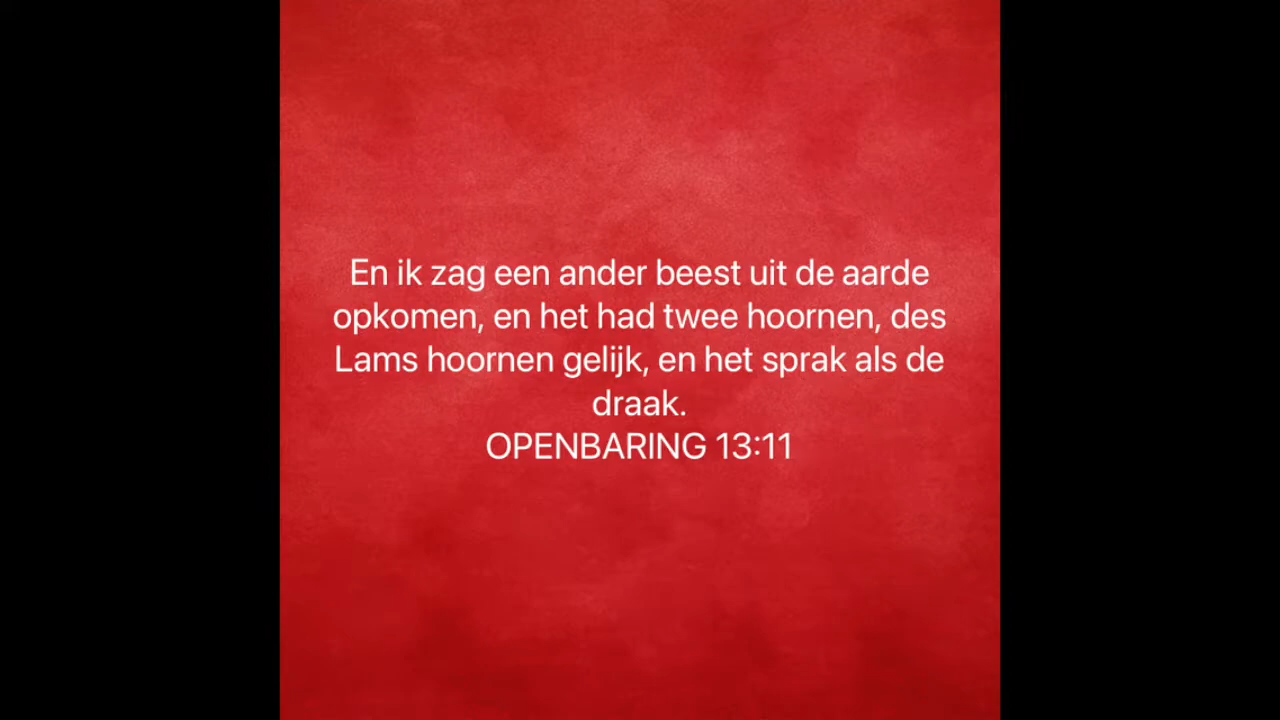 En ik zag een ander beest uit de aarde
opkomen, en het had twee hoornen, des
Lams hoornen gelijk, en het sprak als de
draak.
OPENBARING 13:11